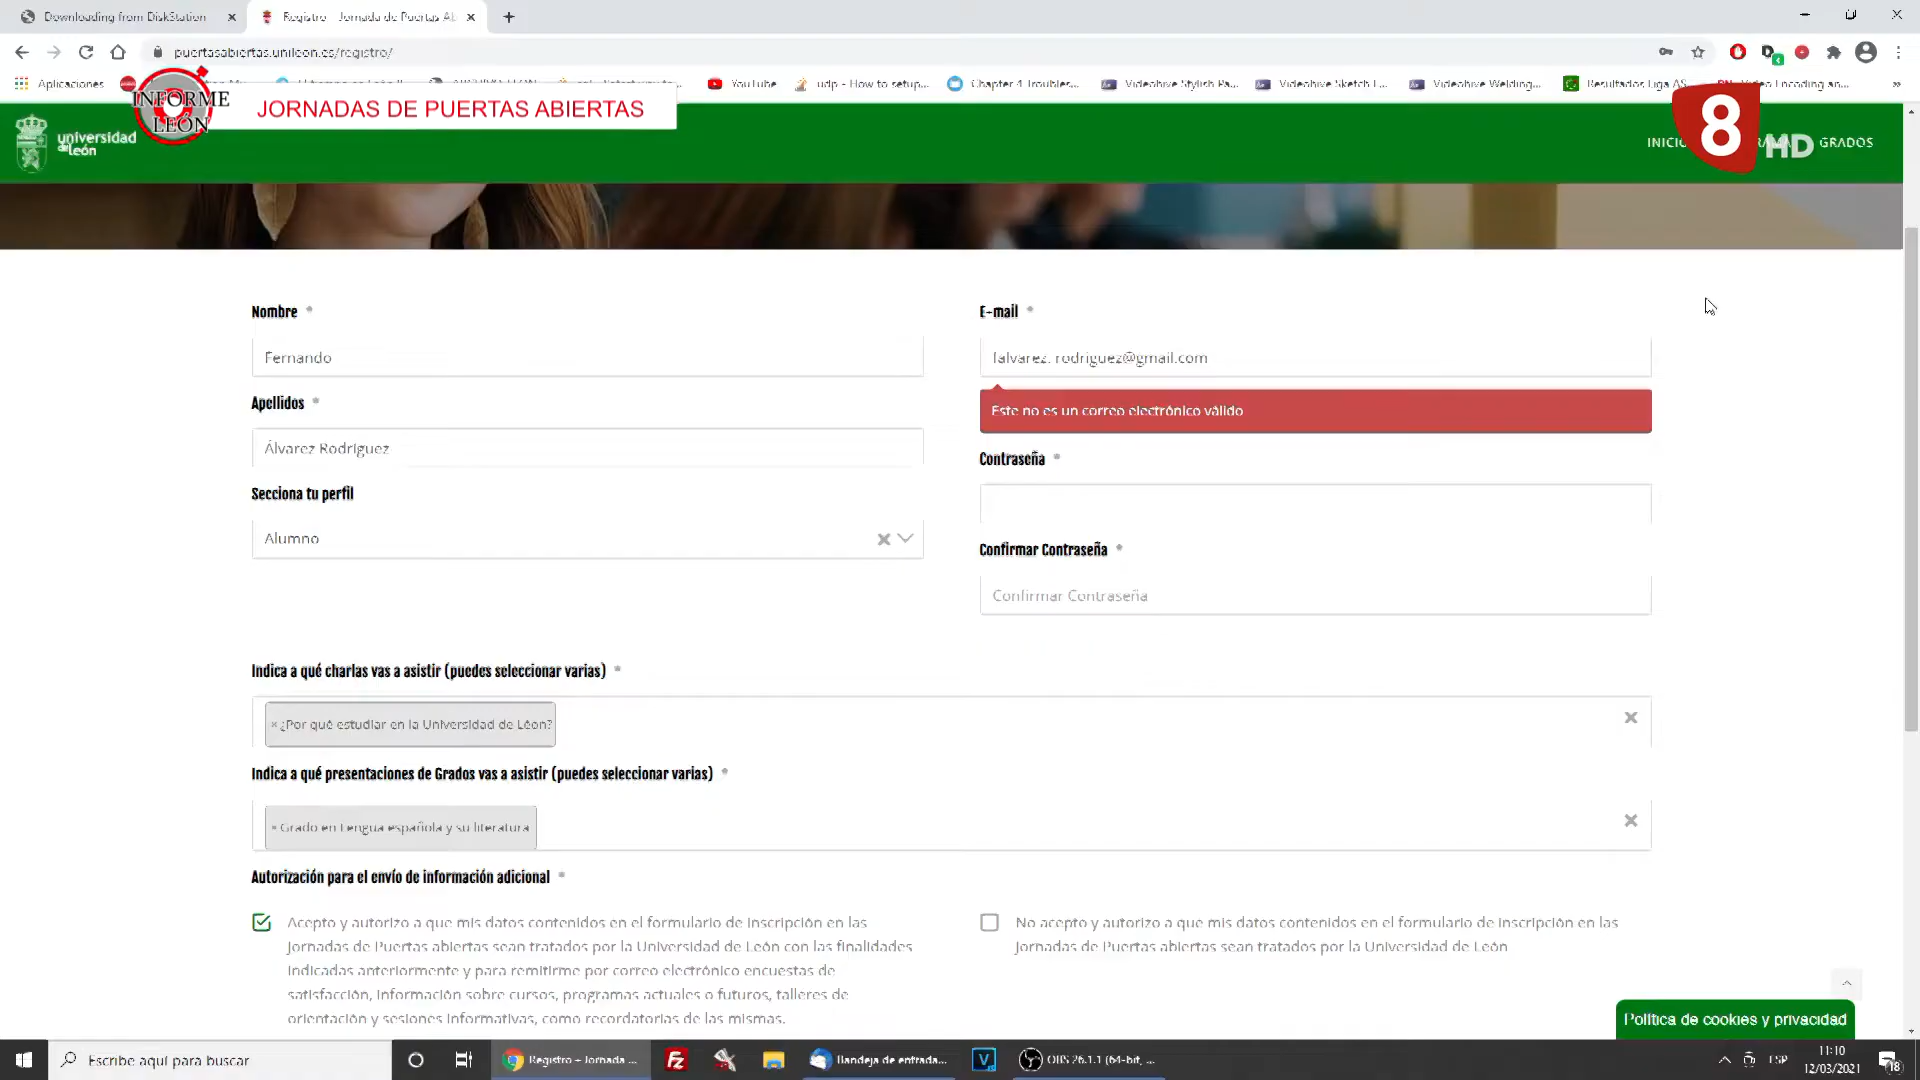 Downloading from DiskStation
Registro - Jornada de Puertas Ab
puertasabiertas.unileon.es/registro/
Aplicaciones
YouTube
udp - How to setup...
Chapter 4 Troubles...
Videohive Stylish Pa...
Videohive Sketch I...
Videohive Welding...
Resultados Liga AS...
Video Encoding an...
»
INFORME
LEÓN
JORNADAS DE PUERTAS ABIERTAS
8
HD
universidad
de león
INICIO
GRADOS
Nombre *
Fernando
E-mail *
falvarez. rodriguez@gmail.com
Este no es un correo electrónico válido
Apellidos *
Álvarez Rodríguez
Contraseña *
Secciona tu perfil
Alumno
Confirmar Contraseña *
Confirmar Contraseña
Indica a qué charlas vas a asistir (puedes seleccionar varias) *
× ¿Por qué estudiar en la Universidad de Léon?
Indica a qué presentaciones de Grados vas a asistir (puedes seleccionar varias) *
× Grado en Lengua española y su literatura
Autorización para el envío de información adicional *
Acepto y autorizo a que mis datos contenidos en el formulario de inscripción en las
Jornadas de Puertas abiertas sean tratados por la Universidad de León con las finalidades
indicadas anteriormente y para remitirme por correo electrónico encuestas de
satisfacción, información sobre cursos, programas actuales o futuros, talleres de
orientación y sesiones informativas, como recordatorias de las mismas.
No acepto y autorizo a que mis datos contenidos en el formulario de inscripción en las
Jornadas de Puertas abiertas sean tratados por la Universidad de León
Política de cookies y privacidad
Escribe aquí para buscar
Registro - Jornada ...
Bandeja de entrada...
OBS 26.1.1 (64-bit, ...
ESP
11:10
12/03/2021
18